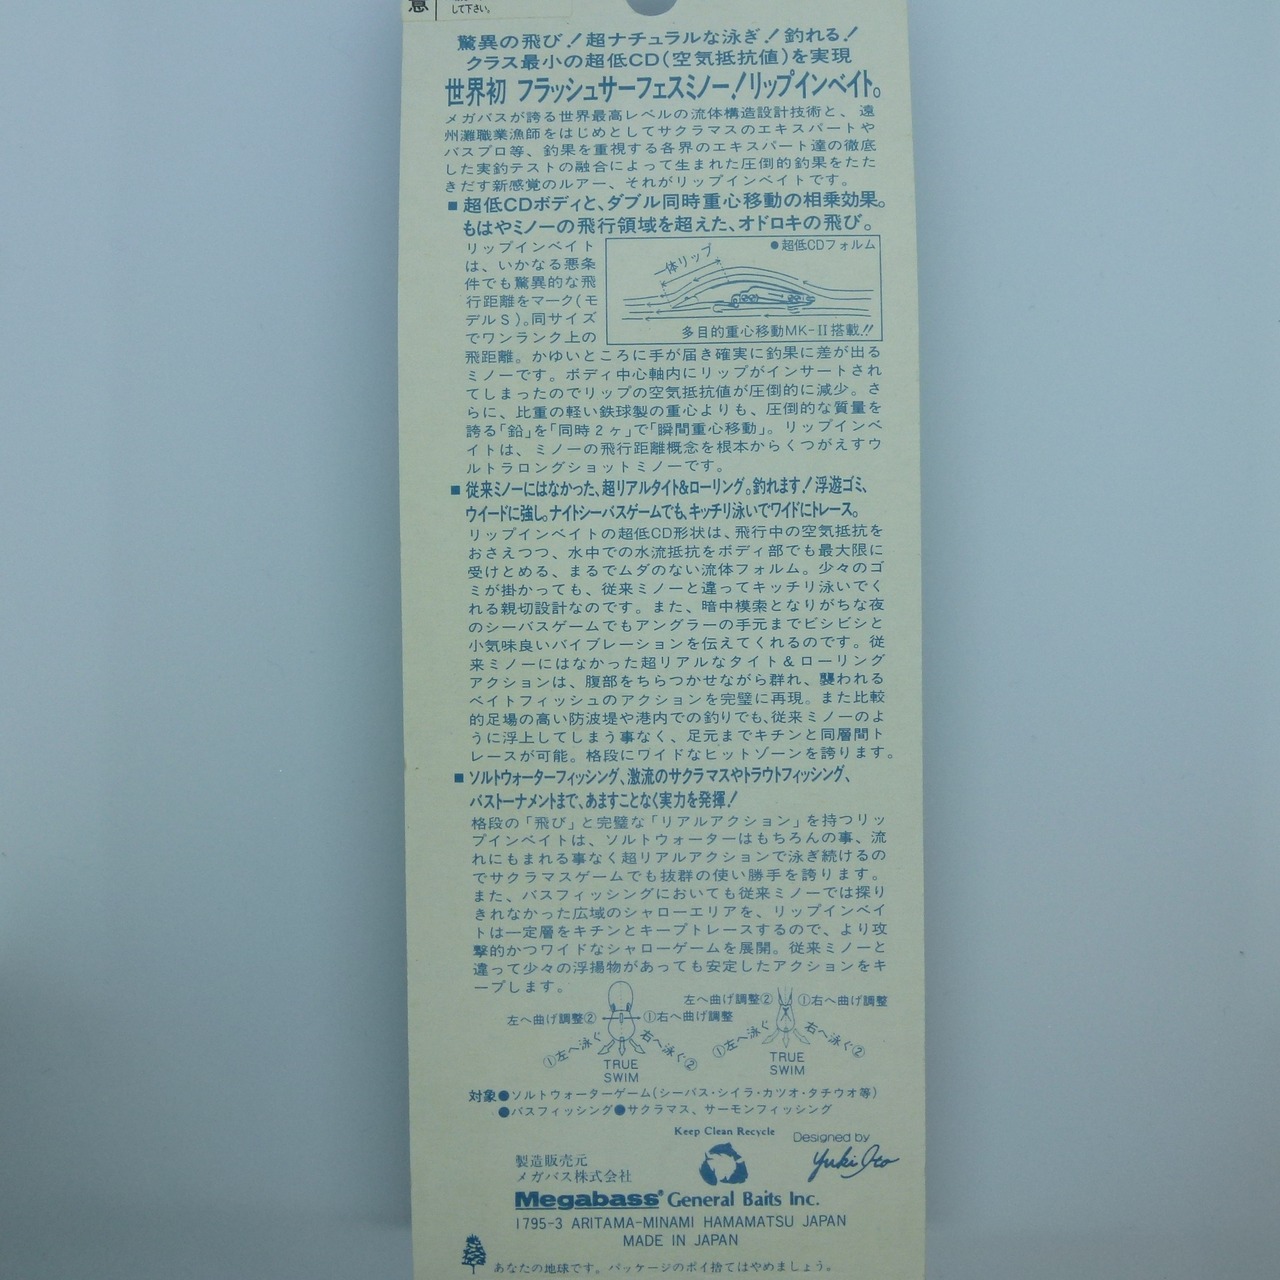 意
して下さい。
驚異の飛び！超ナチュラルな泳ぎ！釣れる！
クラス最小の超低CD(空気抵抗値)を実現
世界初 フラッシュサーフェスミノー！リップインベイト。
メガバスが誇る世界最高レベルの流体構造設計技術と、遠
州灘職業漁師をはじめとしてサクラマスのエキスパートや
バスプロ等、釣果を重視する各界のエキスパート達の徹底
した実釣テストの融合によって生まれた圧倒的釣果をたた
きだす新感覚のルアー、それがリップインベイトです。
■超低CDボディと、ダブル同時重心移動の相乗効果。
もはやミノーの飛行領域を超えた、オドロキの飛び。
リップインベイト
は、いかなる悪条
件でも驚異的な飛
行距離をマーク(モ
デルS)。同サイズ
でワンランク上の
●超低CDフォルム
一体リップ
多目的重心移動MK-II搭載!!
飛距離。かゆいところに手が届き確実に釣果に差が出る
ミノーです。ボディ中心軸内にリップがインサートされ
てしまったのでリップの空気抵抗値が圧倒的に減少。さ
らに、比重の軽い鉄球製の重心よりも、圧倒的な質量を
誇る「鉛」を「同時2ヶ」で「瞬間重心移動」。リップインベ
イトは、ミノーの飛行距離概念を根本からくつがえすウ
ルトラロングショットミノーです。
■従来ミノーにはなかった、超リアルタイト&ローリング。釣れます！浮遊ゴミ、
ウイードに強し。ナイトシーバスゲームでも、キッチリ泳いでワイドにトレース。
リップインベイトの超低CD形状は、飛行中の空気抵抗を
おさえつつ、水中での水流抵抗をボディ部でも最大限に
受けとめる、まるでムダのない流体フォルム。少々のゴ
ミが掛かっても、従来ミノーと違ってキッチリ泳いでく
れる親切設計なのです。また、暗中模索となりがちな夜
のシーバスゲームでもアングラーの手元までビシビシと
小気味良いバイブレーションを伝えてくれるのです。従
来ミノーにはなかった超リアルなタイト&ローリング
アクションは、腹部をちらつかせながら群れ、襲われる
ベイトフィッシュのアクションを完璧に再現。また比較
的足場の高い防波堤や港内での釣りでも、従来ミノーのよ
うに浮上してしまう事なく、足元までキチンと同層間ト
レースが可能。格段にワイドなヒットゾーンを誇ります。
■ソルトウォーターフィッシング、激流のサクラマスやトラウトフィッシング、
バストーナメントまで、あますことなく実力を発揮！
格段の「飛び」と完璧な「リアルアクション」を持つリッ
プインベイトは、ソルトウォーターはもちろんの事、流
れにもまれる事なく超リアルアクションで泳ぎ続けるの
でサクラマスゲームでも抜群の使い勝手を誇ります。
また、バスフィッシングにおいても従来ミノーでは探り
きれなかった広域のシャローエリアを、リップインベイ
トは一定層をキチンとキープトレースするので、より攻
撃的かつワイドなシャローゲームを展開。従来ミノーと
違って少々の浮揚物があっても安定したアクションをキ
ープします。
左へ曲げ調整② ①右へ曲げ調整
①左へ泳ぐ 右へ泳ぐ②
TRUE
SWIM
左へ曲げ調整② ①右へ曲げ調整
①左へ泳ぐ 右へ泳ぐ②
TRUE
SWIM
対象●ソルトウォーターゲーム(シーバス・シイラ・カツオ・タチウオ等)
●バスフィッシング●サクラマス、サーモンフィッシング
Keep Clean Recycle
Designed by
Yuki Ito
製造販売元
メガバス株式会社
Megabass® General Baits Inc.
1795-3 ARITAMA-MINAMI HAMAMATSU JAPAN
MADE IN JAPAN
あなたの地球です。パッケージのポイ捨てはやめましょう。